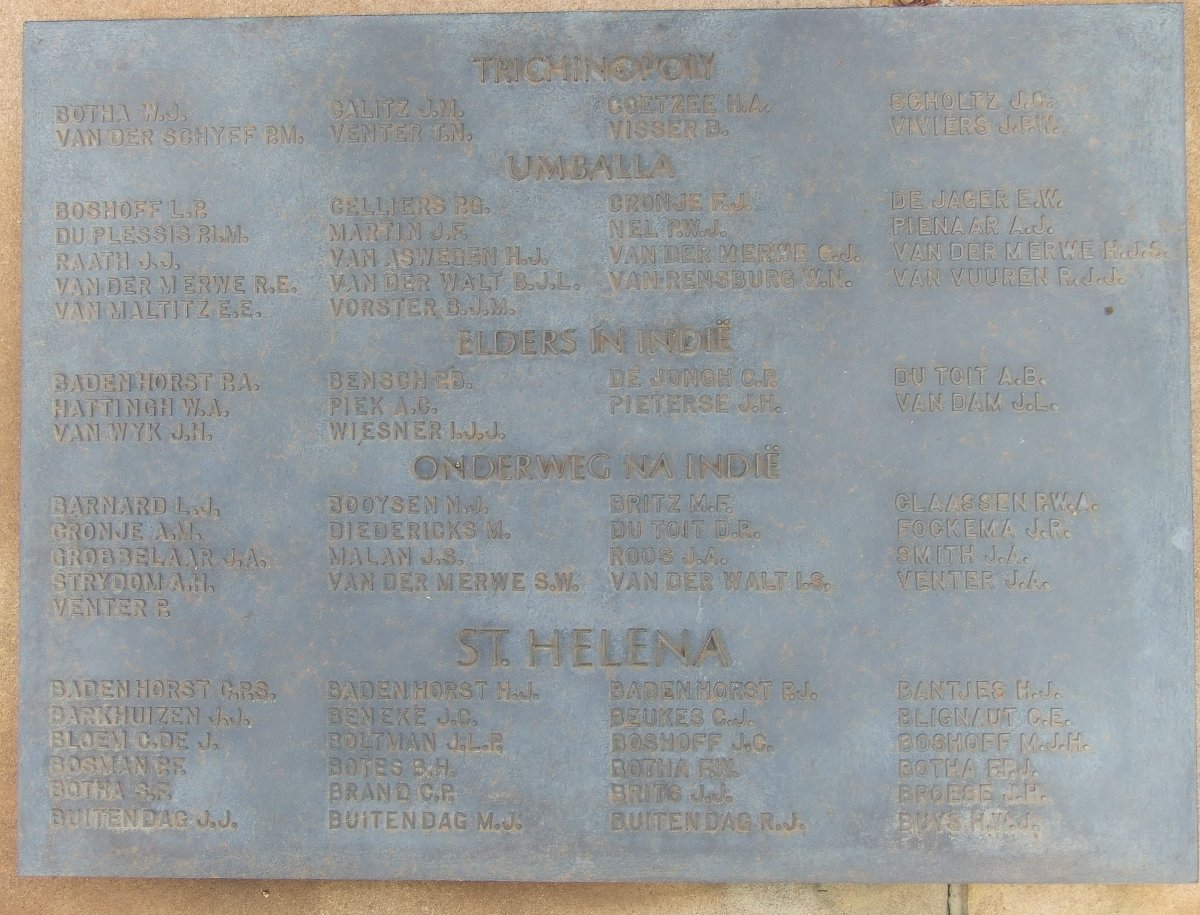 TRICHINOPOLY
BOTHA W.J. CALITZ J.M. COETZEE H.A. SCHOLTZ J.C.
VAN DER SCHYFF P.M. VENTER T.N. VISSER B. VIVIERS J.P.W.
UMBALLA
BOSHOFF L.P. CELLIERS P.G. CRONJE F.J. DE JAGER E.W.
DU PLESSIS P.I.M. MARTIN J.F. NEL P.W.J. PIENAAR A.J.
RAATH J.J. VAN ASWEGEN H.J. VAN DER MERWE C.J. VAN DER MERWE H.J.S.
VAN DER MERWE R.E. VAN DER WALT B.J.L. VAN RENSBURG W.N. VAN VUUREN R.J.J.
VAN MALTITZ E.E. VORSTER B.J.M.
ELDERS IN INDIË
BADENHORST P.A. BENSCH P.B. DE JONGH C.P. DU TOIT A.B.
HATTINGH W.A. PIEK A.C. PIETERSE J.H. VAN DAM J.L.
VAN WYK J.H. WIESNER I.J.J.
ONDERWEG NA INDIË
BARNARD L.J. BOOYSEN N.J. BRITZ M.F. CLAASSEN P.W.A.
CRONJE A.M. DIEDERICKS M. DU TOIT D.R. FOCKEMA J.R.
GROBBELAAR J.A. MALAN J.S. ROOS J.A. SMITH J.A.
STRYDOM A.H. VAN DER MERWE S.W. VAN DER WALT I.S. VENTER J.A.
VENTER P.
ST. HELENA
BADENHORST C.P.S. BADENHORST H.J. BADENHORST P.J. BANTJES H.J.
BARKHUIZEN J.J. BENEKE J.C. BEUKES C.J. BLIGNAUT C.E.
BLOEM C.DE J. BOLTMAN J.L.P. BOSHOFF J.C. BOSHOFF M.J.H.
BOSMAN P.F. BOTES B.H. BOTHA F.W. BOTHA F.P.J.
BOTHA S.F. BRAND C.P. BRITS J.J. BROESE J.H.
BUITENDAG J.J. BUITENDAG M.J. BUITENDAG R.J. BUYS H.W.J.